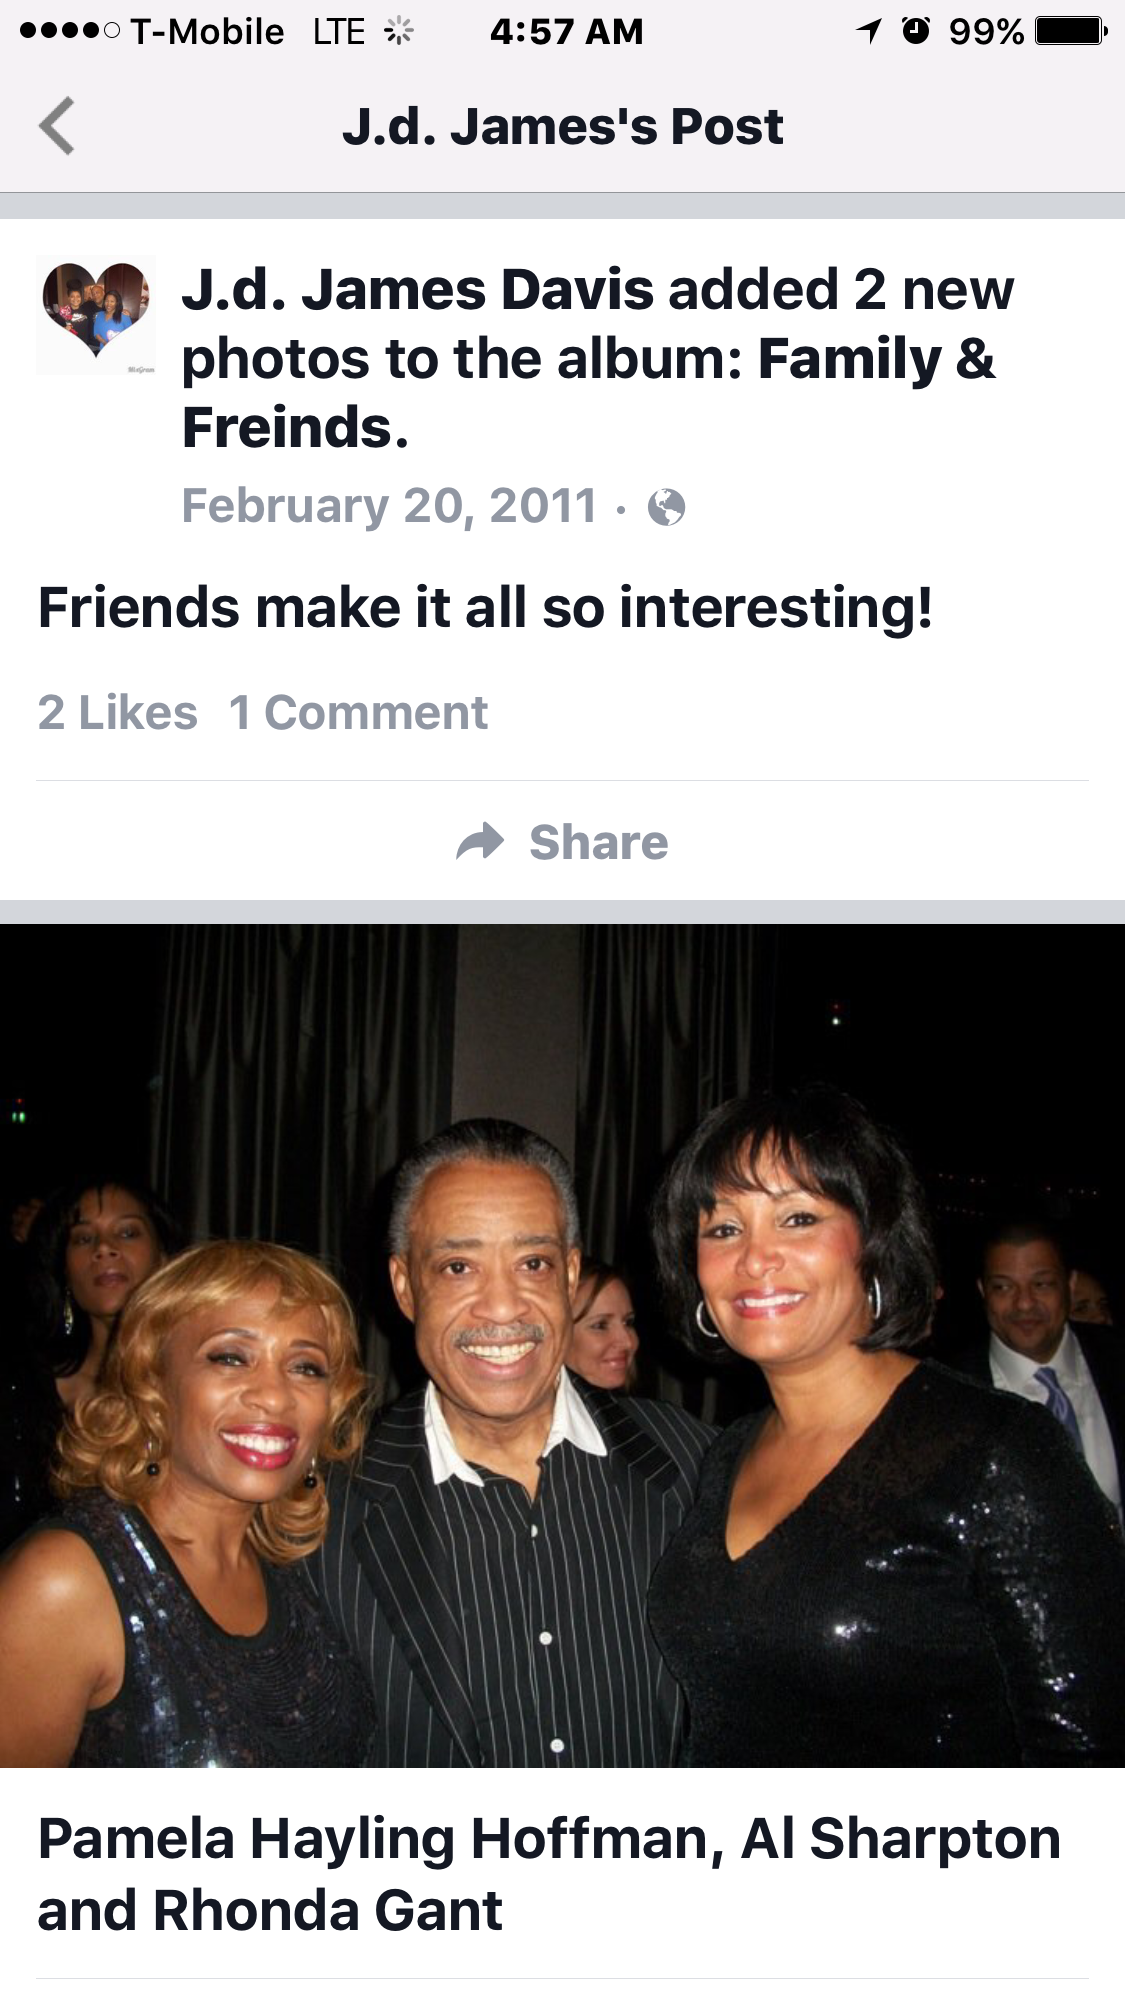 T-Mobile LTE 4:57 AM 99%
J.d. James's Post
J.d. James Davis added 2 new
photos to the album: Family &
Freinds.
February 20, 2011 ·
Friends make it all so interesting!
2 Likes 1 Comment
Share
Pamela Hayling Hoffman, Al Sharpton
and Rhonda Gant